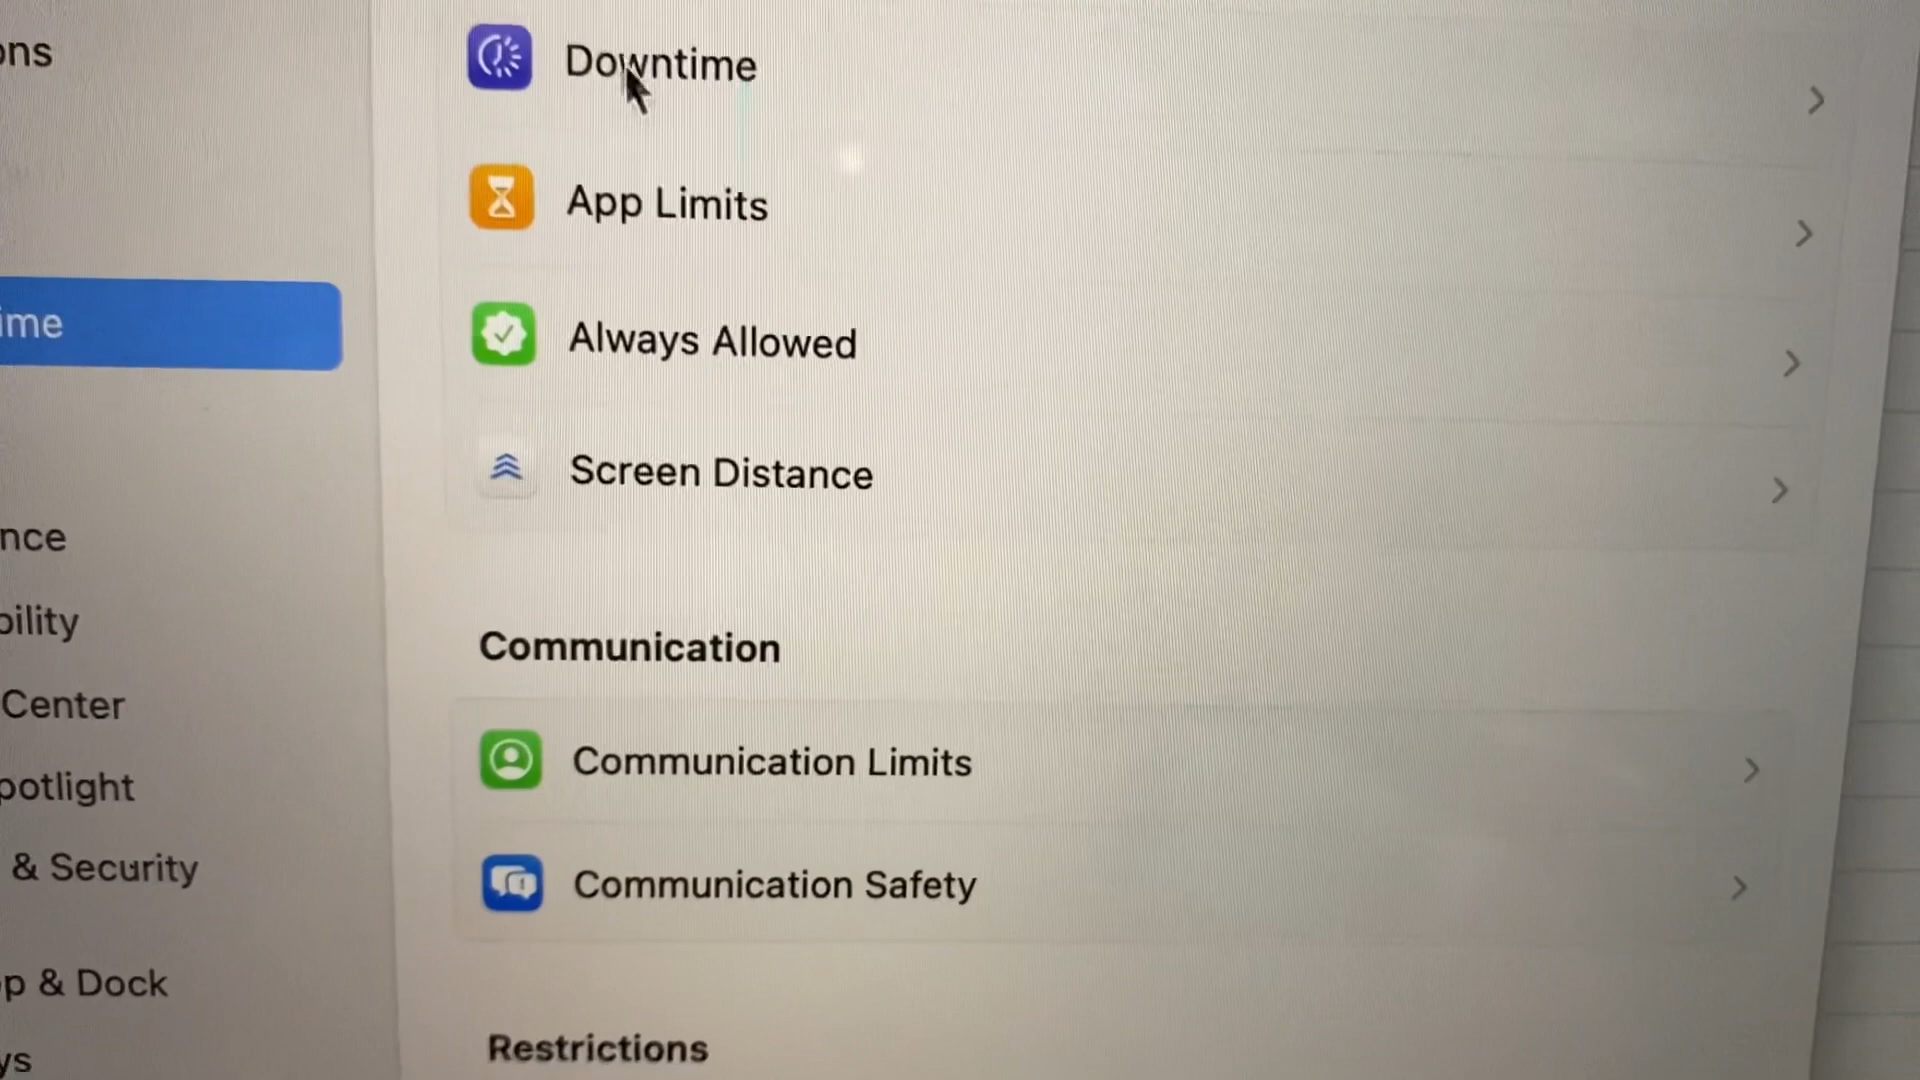 ons
Downtime
App Limits
ime
Always Allowed
Screen Distance
nce
bility
Communication
Center
Communication Limits
potlight
& Security
Communication Safety
p & Dock
Restrictions
ys